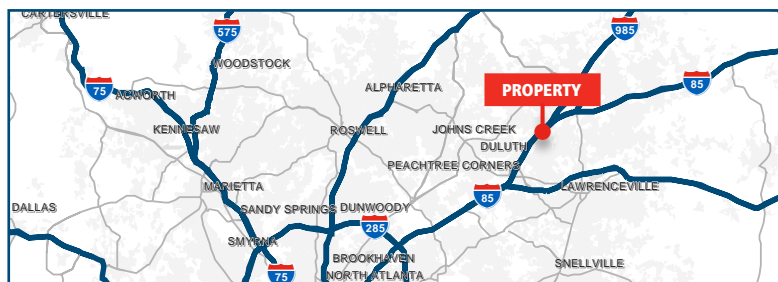 CARTERSVILLE
575
985
WOODSTOCK
75
ACWORTH
ALPHARETTA
85
PROPERTY
KENNESAW
ROSWELL
JOHNS CREEK
DULUTH
PEACHTREE CORNERS
MARIETTA
85
LAWRENCEVILLE
DALLAS
SANDY SPRINGS
DUNWOODY
285
SMYRNA
BROOKHAVEN
SNELLVILLE
75
NORTH ATLANTA